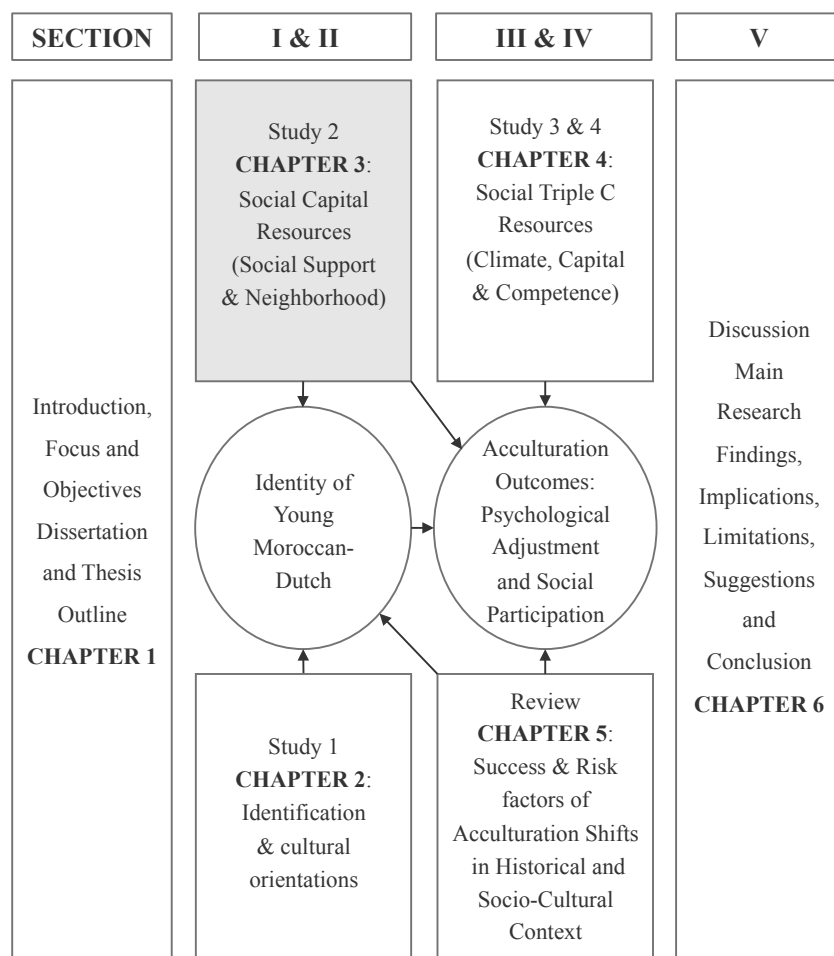 SECTION
I & II
III & IV
V
Introduction,
Focus and
Objectives
Dissertation
and Thesis
Outline
CHAPTER 1
Study 2
CHAPTER 3:
Social Capital
Resources
(Social Support
& Neighborhood)
Identity of
Young
Moroccan-
Dutch
Study 1
CHAPTER 2:
Identification
& cultural
orientations
Study 3 & 4
CHAPTER 4:
Social Triple C
Resources
(Climate, Capital
& Competence)
Acculturation
Outcomes:
Psychological
Adjustment
and Social
Participation
Review
CHAPTER 5:
Success & Risk
factors of
Acculturation Shifts
in Historical and
Socio-Cultural
Context
Discussion
Main
Research
Findings,
Implications,
Limitations,
Suggestions
and
Conclusion
CHAPTER 6